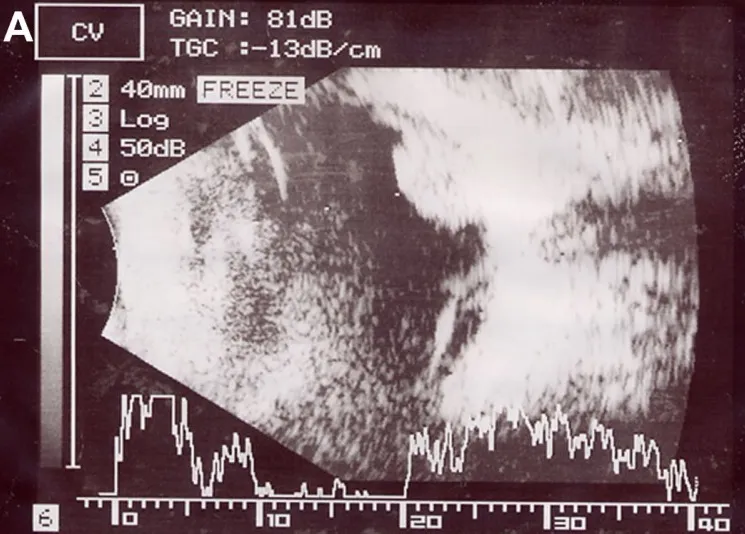 A
CV
GAIN: 81dB
TGC :-13dB/cm
2 40mm FREEZE
3 Log
4 50dB
5
6
0 10 20 30 40